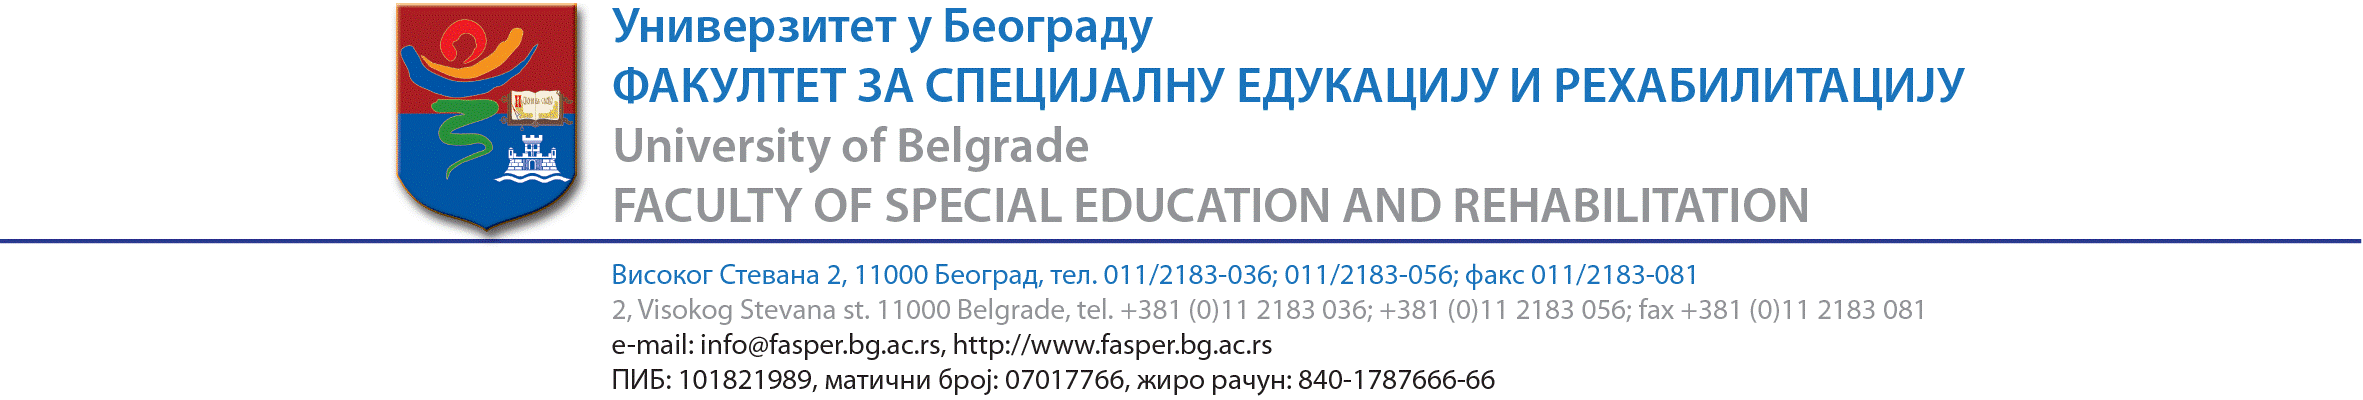 Универзитет у Београду
ФАКУЛТЕТ ЗА СПЕЦИЈАЛНУ ЕДУКАЦИЈУ И РЕХАБИЛИТАЦИЈУ
University of Belgrade
FACULTY OF SPECIAL EDUCATION AND REHABILITATION
Високог Стевана 2, 11000 Београд, тел. 011/2183-036; 011/2183-056; факс 011/2183-081
2, Visokog Stevana st. 11000 Belgrade, tel. +381 (0)11 2183 036; +381 (0)11 2183 056; fax +381 (0)11 2183 081
e-mail: info@fasper.bg.ac.rs, http://www.fasper.bg.ac.rs
ПИБ: 101821989, матични број: 07017766, жиро рачун: 840-1787666-66